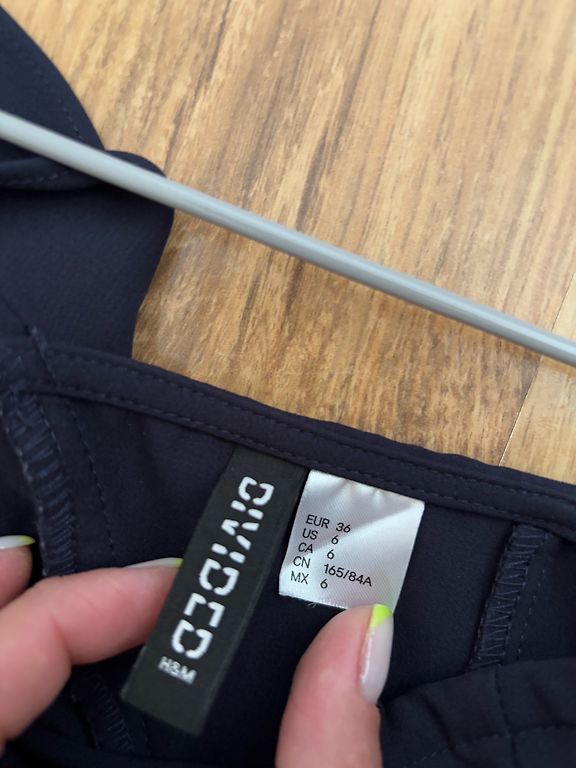 DIVIDED
H&M
EUR 36
US 6
CA 6
CN 165/84A
MX 6